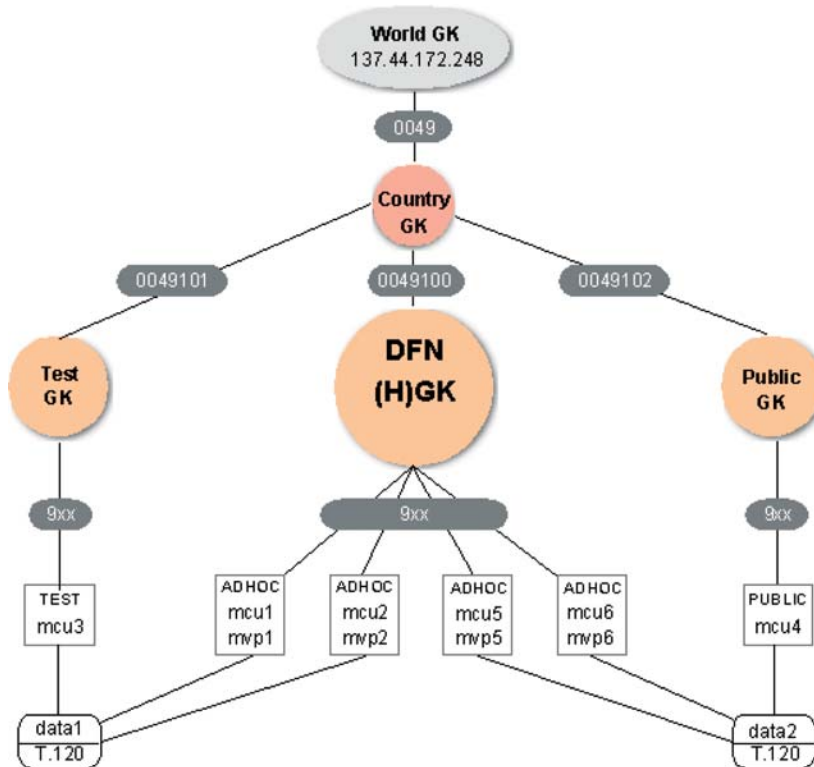 World GK
137.44.172.248
0049
Country
GK
0049101
0049100
0049102
Test
GK
DFN
(H)GK
Public
GK
9xx
9xx
9xx
TEST
mcu3
ADHOC
mcu1
mvp1
ADHOC
mcu2
mvp2
ADHOC
mcu5
mvp5
ADHOC
mcu6
mvp6
PUBLIC
mcu4
data1
T.120
data2
T.120